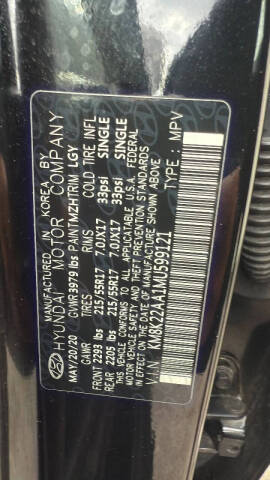 MANUFACTURED IN KOREA BY
HYUNDAI MOTOR COMPANY
MAY/20/20 GVWR 3979 lbs PAINT MZH TRIM LGY
GAWR TIRES RIMS COLD TIRE INFL
FRONT 2293 lbs 215/55R17 7.0JX17 33psi SINGLE
REAR 2205 lbs 215/55R17 7.0JX17 33psi SINGLE
THIS VEHICLE CONFORMS TO ALL APPLICABLE U.S.A. FEDERAL
MOTOR VEHICLE SAFETY, BUMPER, AND THEFT PREVENTION STANDARDS
IN EFFECT ON THE DATE OF MANUFACTURE SHOWN ABOVE.
V.I.N KM8K22AA1MU599121 TYPE : MPV